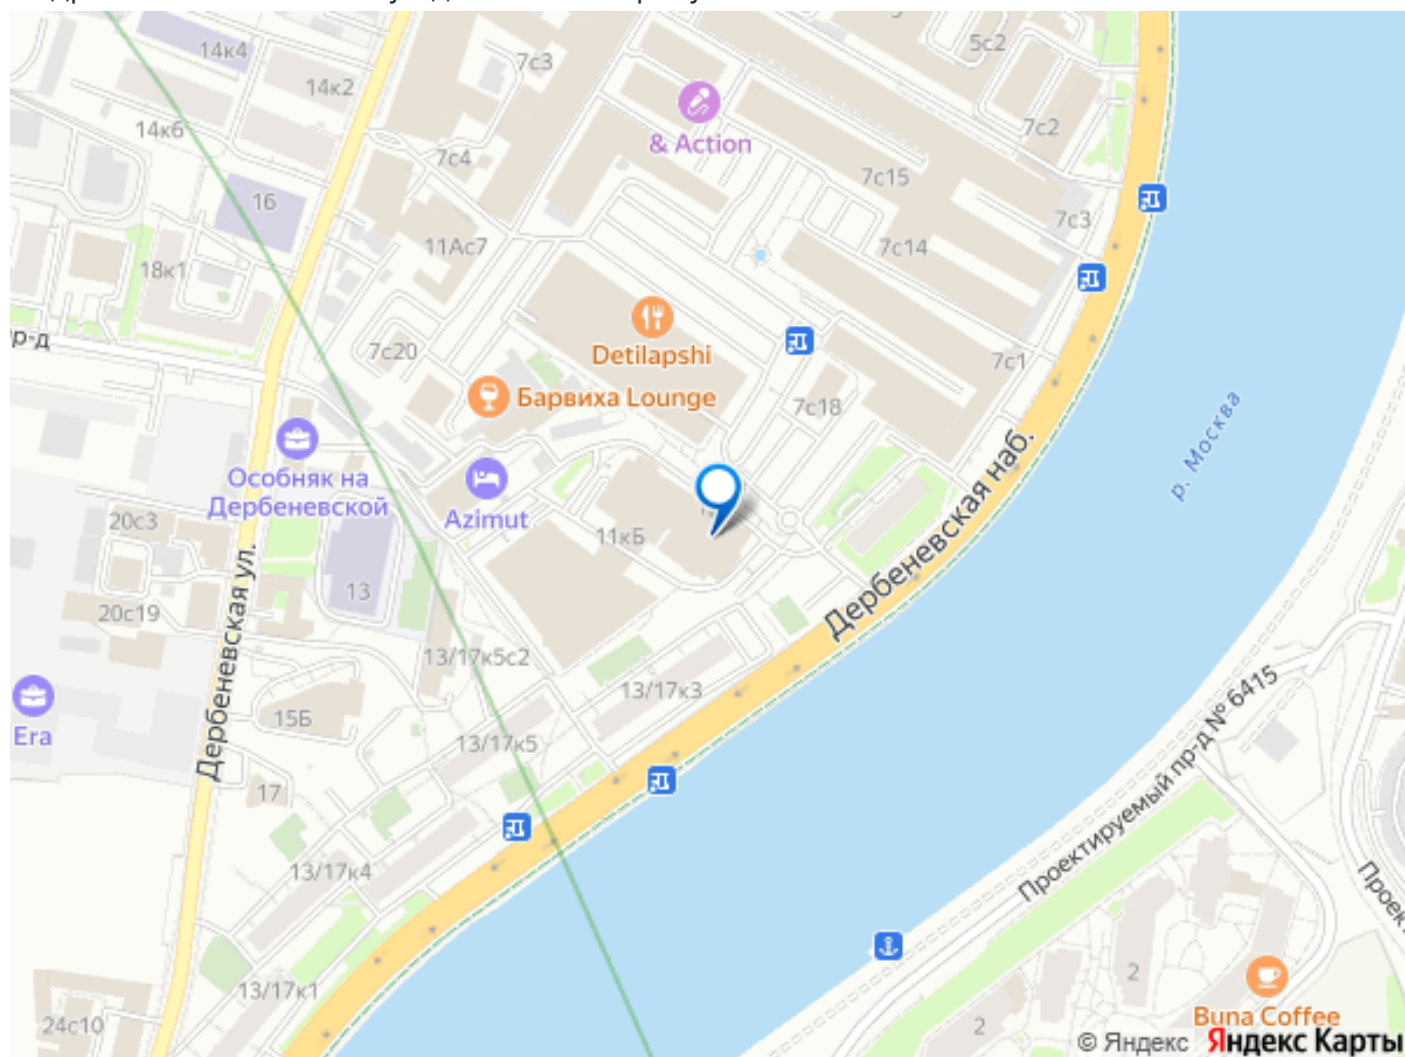 14к4
5с2
7с3
14к2
7с2
14к6
& Action
7с4
7с15
16
7с3
11Ас7
7с14
18к1
пр-д
7с20
Detilapshi
7с1
Барвиха Lounge
7с18
р. Москва
Особняк на
Дербеневской
Azimut
20с3
11кБ
Дербеневская наб.
13
20с19
Дербеневская ул.
13/17к5с2
13/17к3
Проектируемый пр-д № 6415
15Б
Era
13/17к5
17
13/17к4
2
13/17к1
Buna Coffee
24с10
2
© Яндекс Яндекс Карты